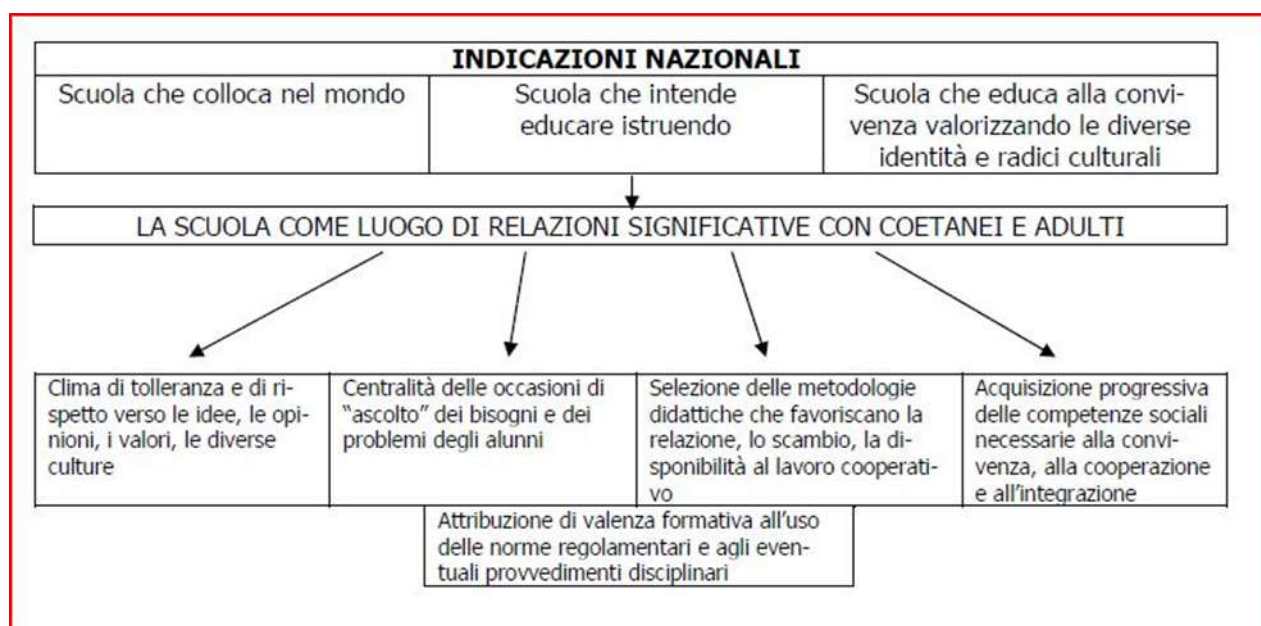 INDICAZIONI NAZIONALI
Scuola che colloca nel mondo
Scuola che intende
educare istruendo
Scuola che educa alla convi-
venza valorizzando le diverse
identità e radici culturali
LA SCUOLA COME LUOGO DI RELAZIONI SIGNIFICATIVE CON COETANEI E ADULTI
Clima di tolleranza e di ri-
spetto verso le idee, le opi-
nioni, i valori, le diverse
culture
Centralità delle occasioni di
“ascolto” dei bisogni e dei
problemi degli alunni
Selezione delle metodologie
didattiche che favoriscano la
relazione, lo scambio, la di-
sponibilità al lavoro cooperati-
vo
Acquisizione progressiva
delle competenze sociali
necessarie alla convi-
venza, alla cooperazione
e all’integrazione
Attribuzione di valenza formativa all’uso
delle norme regolamentari e agli even-
tuali provvedimenti disciplinari